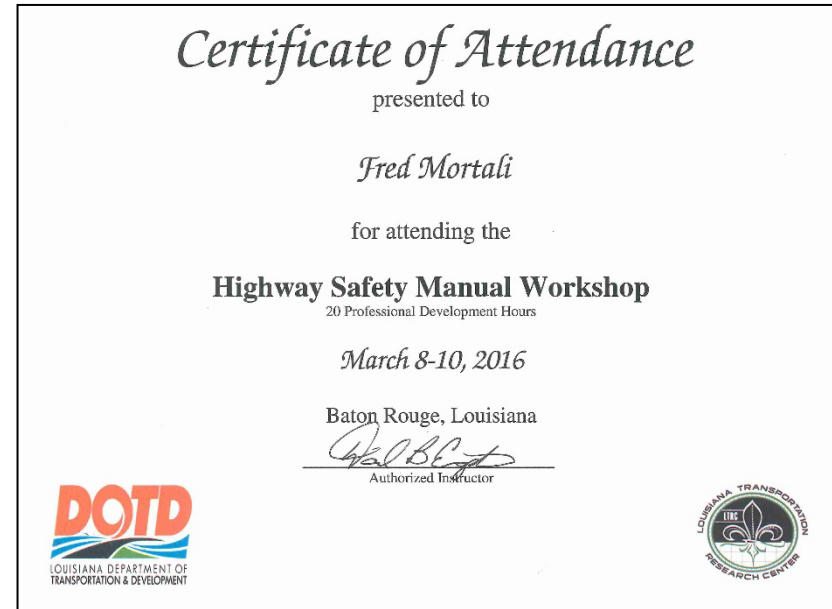 Certificate of Attendance
presented to
Fred Mortali
for attending the
Highway Safety Manual Workshop
20 Professional Development Hours
March 8-10, 2016
Baton Rouge, Louisiana
Authorized Instructor
DOTD
LOUISIANA DEPARTMENT OF
TRANSPORTATION & DEVELOPMENT
LOUISIANA TRANSPORTATION
LTRC
RESEARCH CENTER